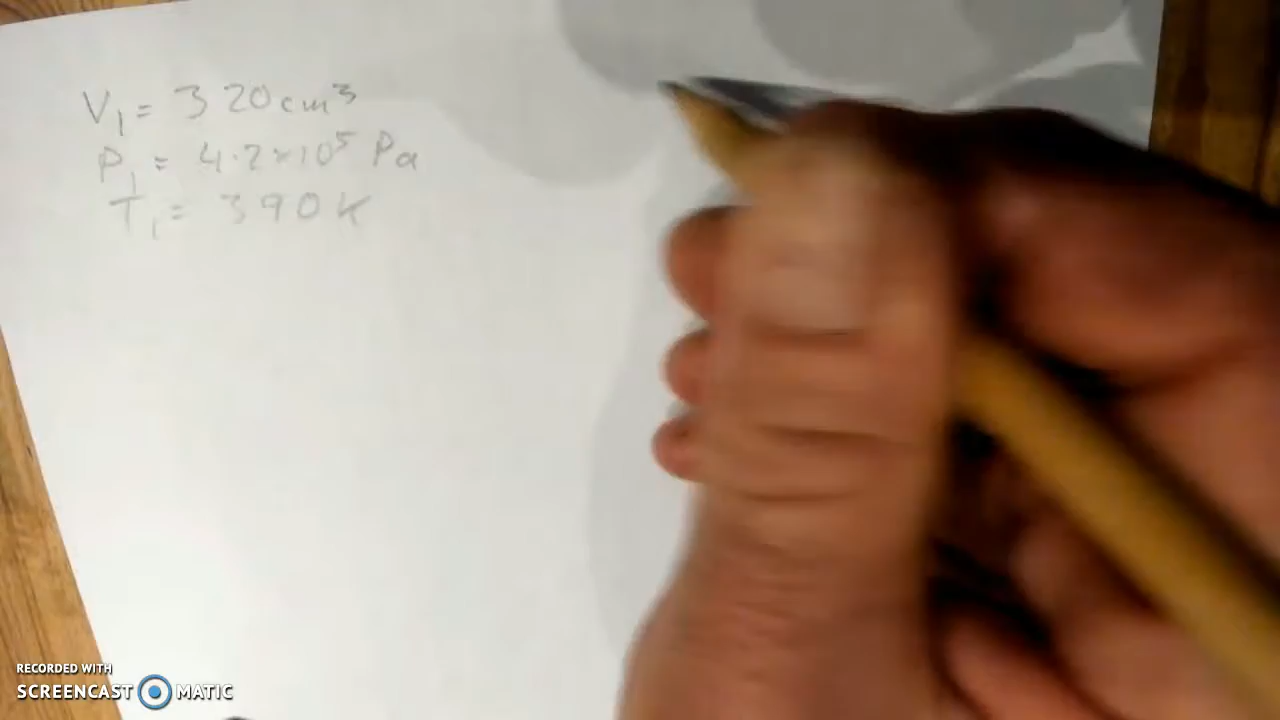 V₁ = 320 cm³
P₁ = 4.2×10⁵ Pa
T₁ = 390 K
RECORDED WITH
SCREENCAST MATIC